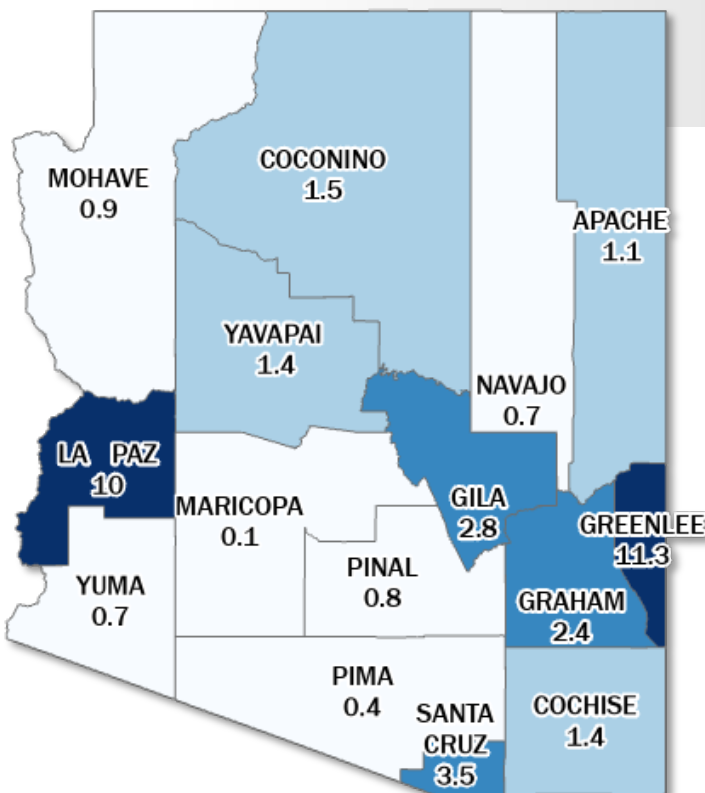 COCONINO
1.5
MOHAVE
0.9
APACHE
1.1
YAVAPAI
1.4
NAVAJO
0.7
LA PAZ
10
MARICOPA
0.1
GILA
2.8
GREENLEE
11.3
YUMA
0.7
PINAL
0.8
GRAHAM
2.4
PIMA
0.4
SANTA
CRUZ
3.5
COCHISE
1.4